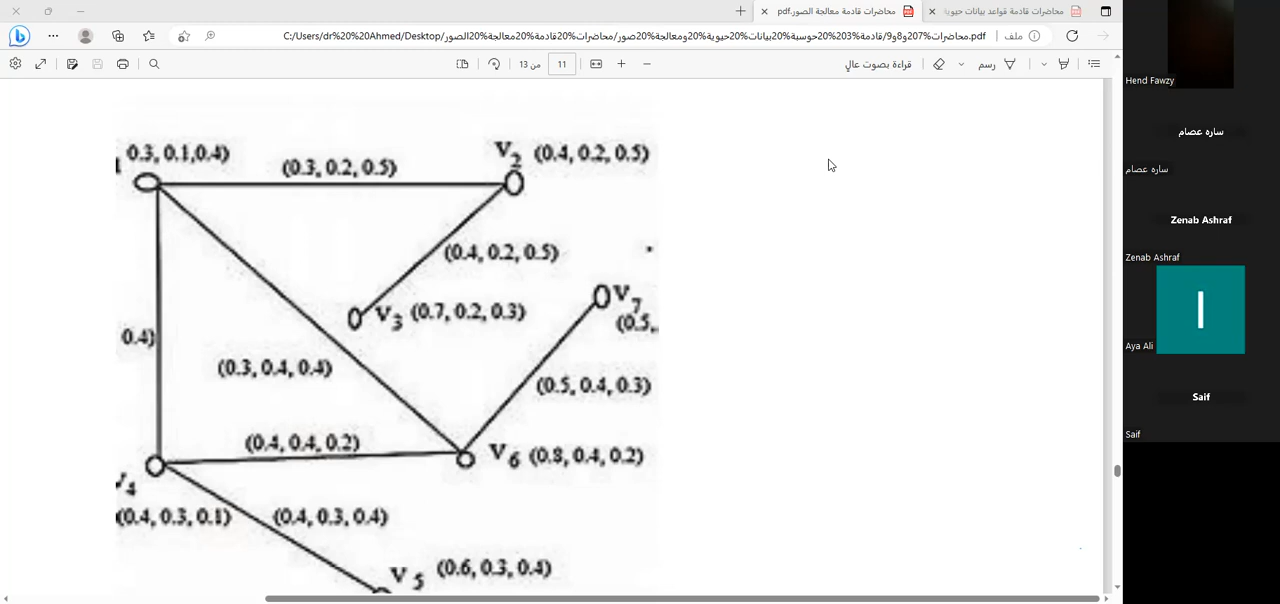 محاضرات قادمة معالجة الصور.pdf
محاضرات قادمة قواعد بيانات حيوية
ملف
C:/Users/dr%20%20Ahmed/Desktop/محاضرات%20قادمة%20معالجة%20الصور/محاضرات%207و8و9/قادمة%203%20حوسبة%20بيانات%20حيوية%20ومعالجة%20صور.pdf
11
من 13
قراءة بصوت عالٍ
رسم
0.3, 0.1,0.4)
(0.3, 0.2, 0.5)
V2 (0.4, 0.2, 0.5)
(0.4, 0.2, 0.5)
V3 (0.7, 0.2, 0.3)
V7
(0.5,
0.4)
(0.3, 0.4, 0.4)
(0.5, 0.4, 0.3)
(0.4, 0.4, 0.2)
V6 (0.8, 0.4, 0.2)
V4
(0.4, 0.3, 0.1)
(0.4, 0.3, 0.4)
V5 (0.6, 0.3, 0.4)
Hend Fawzy
ساره عصام
ساره عصام
Zenab Ashraf
Zenab Ashraf
I
Aya Ali
Saif
Saif